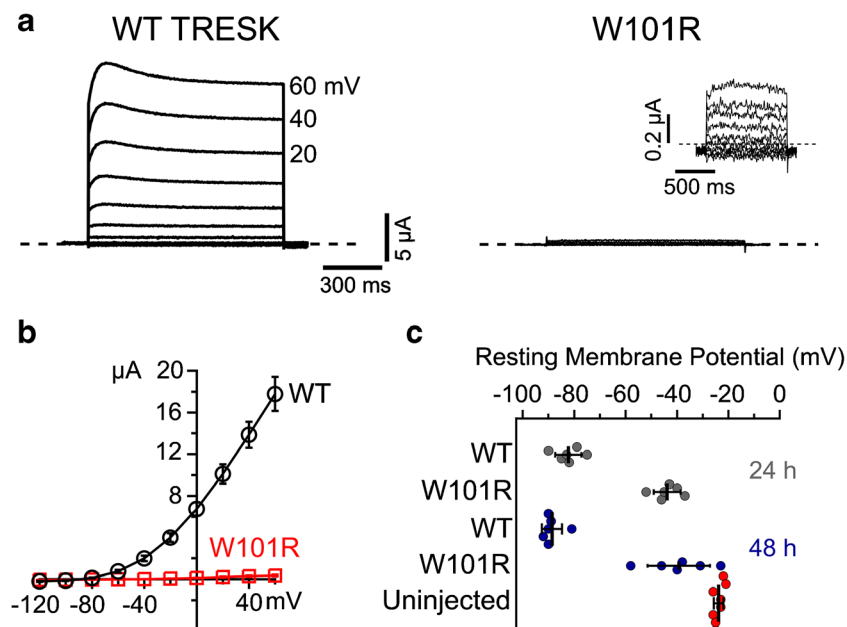 a
WT TRESK
W101R
60 mV
40
20
5 µA
300 ms
0.2 µA
500 ms
b
µA
20
16
12
8
WT
W101R
-120 -80 -40 40 mV
c
Resting Membrane Potential (mV)
-100 -80 -60 -40 -20 0
WT
24 h
W101R
WT
48 h
W101R
Uninjected